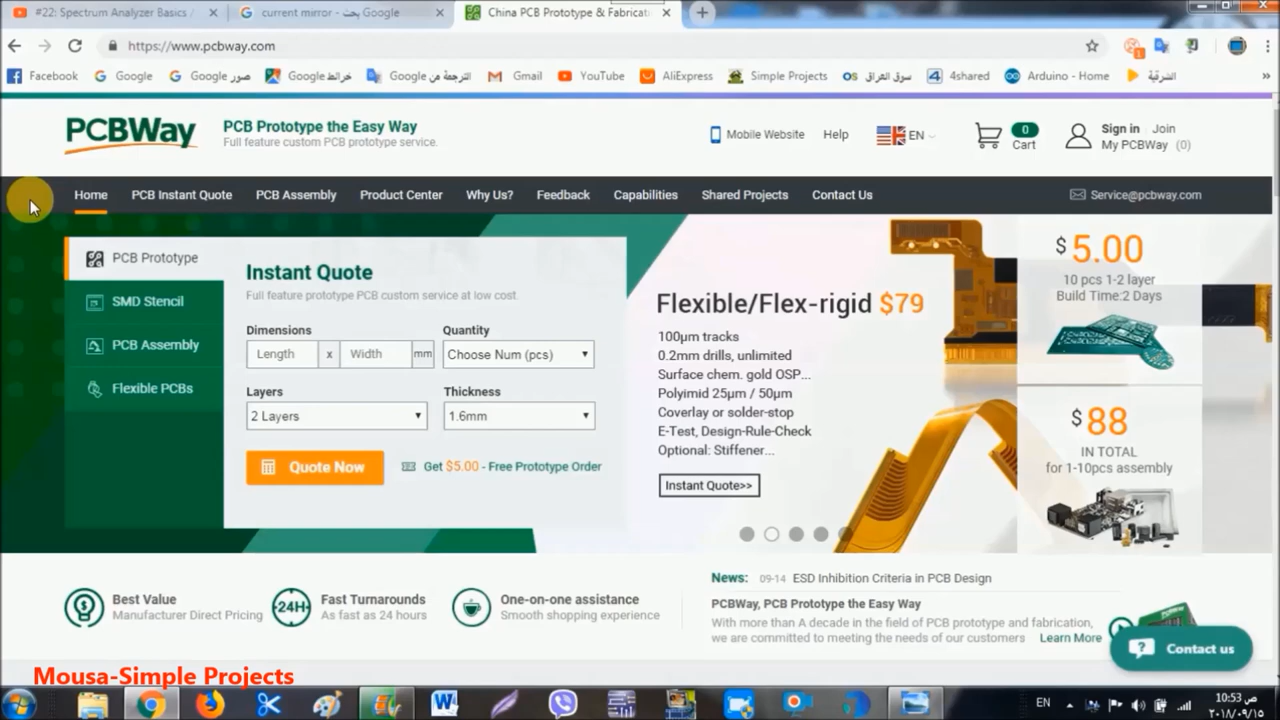 #22: Spectrum Analyzer Basics /
current mirror - بحث Google
China PCB Prototype & Fabricati
https://www.pcbway.com
Facebook Google صور Google خرائط Google الترجمة من Google Gmail YouTube AliExpress Simple Projects سوق العراق 4shared Arduino - Home الشرقية »
PCBWay
PCB Prototype the Easy Way
Full feature custom PCB prototype service.
Mobile Website Help EN
0
Cart
Sign in Join
My PCBWay (0)
Home PCB Instant Quote PCB Assembly Product Center Why Us? Feedback Capabilities Shared Projects Contact Us Service@pcbway.com
PCB Prototype
SMD Stencil
PCB Assembly
Flexible PCBs
Instant Quote
Full feature prototype PCB custom service at low cost.
Dimensions Quantity
Length x Width mm Choose Num (pcs)
Layers Thickness
2 Layers 1.6mm
Quote Now Get $5.00 - Free Prototype Order
Flexible/Flex-rigid $79
100μm tracks
0.2mm drills, unlimited
Surface chem. gold OSP...
Polyimid 25μm / 50μm
Coverlay or solder-stop
E-Test, Design-Rule-Check
Optional: Stiffener...
Instant Quote>>
$ 5.00
10 pcs 1-2 layer
Build Time:2 Days
$ 88
IN TOTAL
for 1-10pcs assembly
Best Value
Manufacturer Direct Pricing
24H
Fast Turnarounds
As fast as 24 hours
One-on-one assistance
Smooth shopping experience
News: 09-14 ESD Inhibition Criteria in PCB Design
PCBWay, PCB Prototype the Easy Way
With more than A decade in the field of PCB prototype and fabrication,
we are committed to meeting the needs of our customers Learn More
Contact us
Mousa-Simple Projects
EN
10:53 ص
٢٠١٨/٠٩/١٥